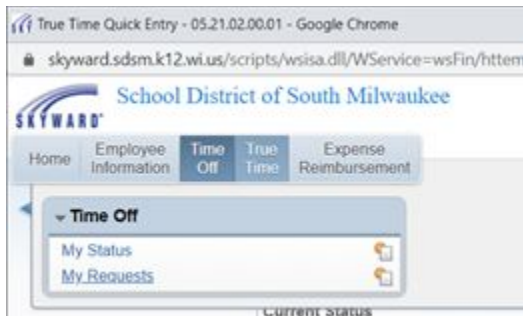 True Time Quick Entry - 05.21.02.00.01 - Google Chrome
skyward.sdsm.k12.wi.us/scripts/wsisa.dll/WService=wsFin/httem
SKYWARD
School District of South Milwaukee
Home
Employee Information
Time Off
True Time
Expense Reimbursement
Time Off
My Status
My Requests
Current Status